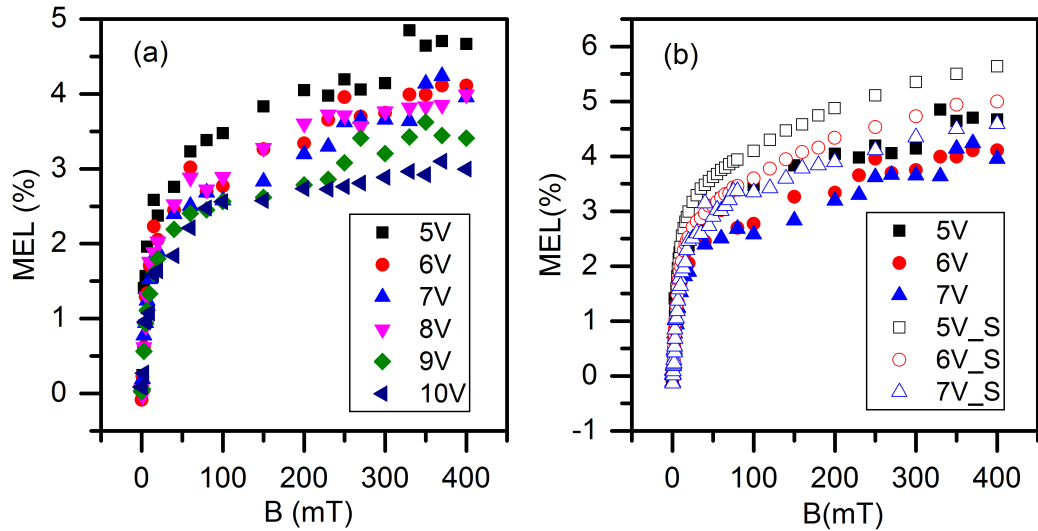 (a)
5
4
3
2
1
0
MEL (%)
0 100 200 300 400
B (mT)
5V
6V
7V
8V
9V
10V
(b)
7
6
5
4
3
2
1
0
-1
MEL(%)
0 100 200 300 400
B(mT)
5V
6V
7V
5V_S
6V_S
7V_S